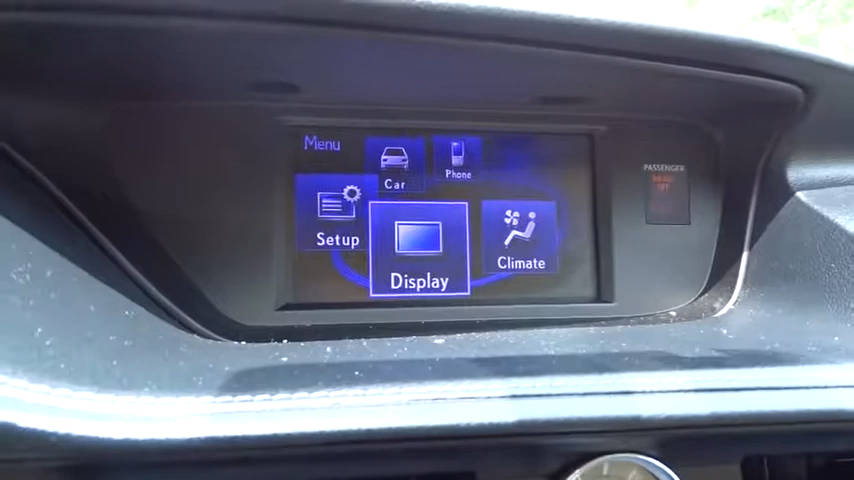 Menu
Car
Phone
Setup
Display
Climate
PASSENGER